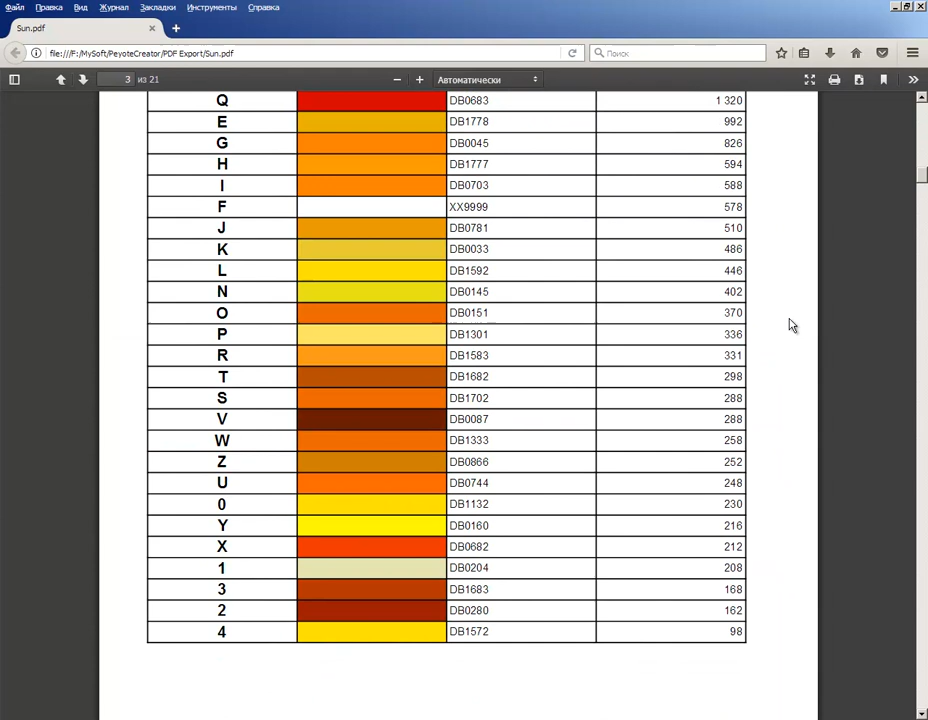 Файл Правка Вид Журнал Закладки Инструменты Справка
Sun.pdf
file:///F:/MySoft/PeyoteCreator/PDF Export/Sun.pdf Поиск
3 из 21 Автоматически
Q DB0683 1 320
E DB1778 992
G DB0045 826
H DB1777 594
I DB0703 588
F XX9999 578
J DB0781 510
K DB0033 486
L DB1592 446
N DB0145 402
O DB0151 370
P DB1301 336
R DB1583 331
T DB1682 298
S DB1702 288
V DB0087 288
W DB1333 258
Z DB0866 252
U DB0744 248
0 DB1132 230
Y DB0160 216
X DB0682 212
1 DB0204 208
3 DB1683 168
2 DB0280 162
4 DB1572 98